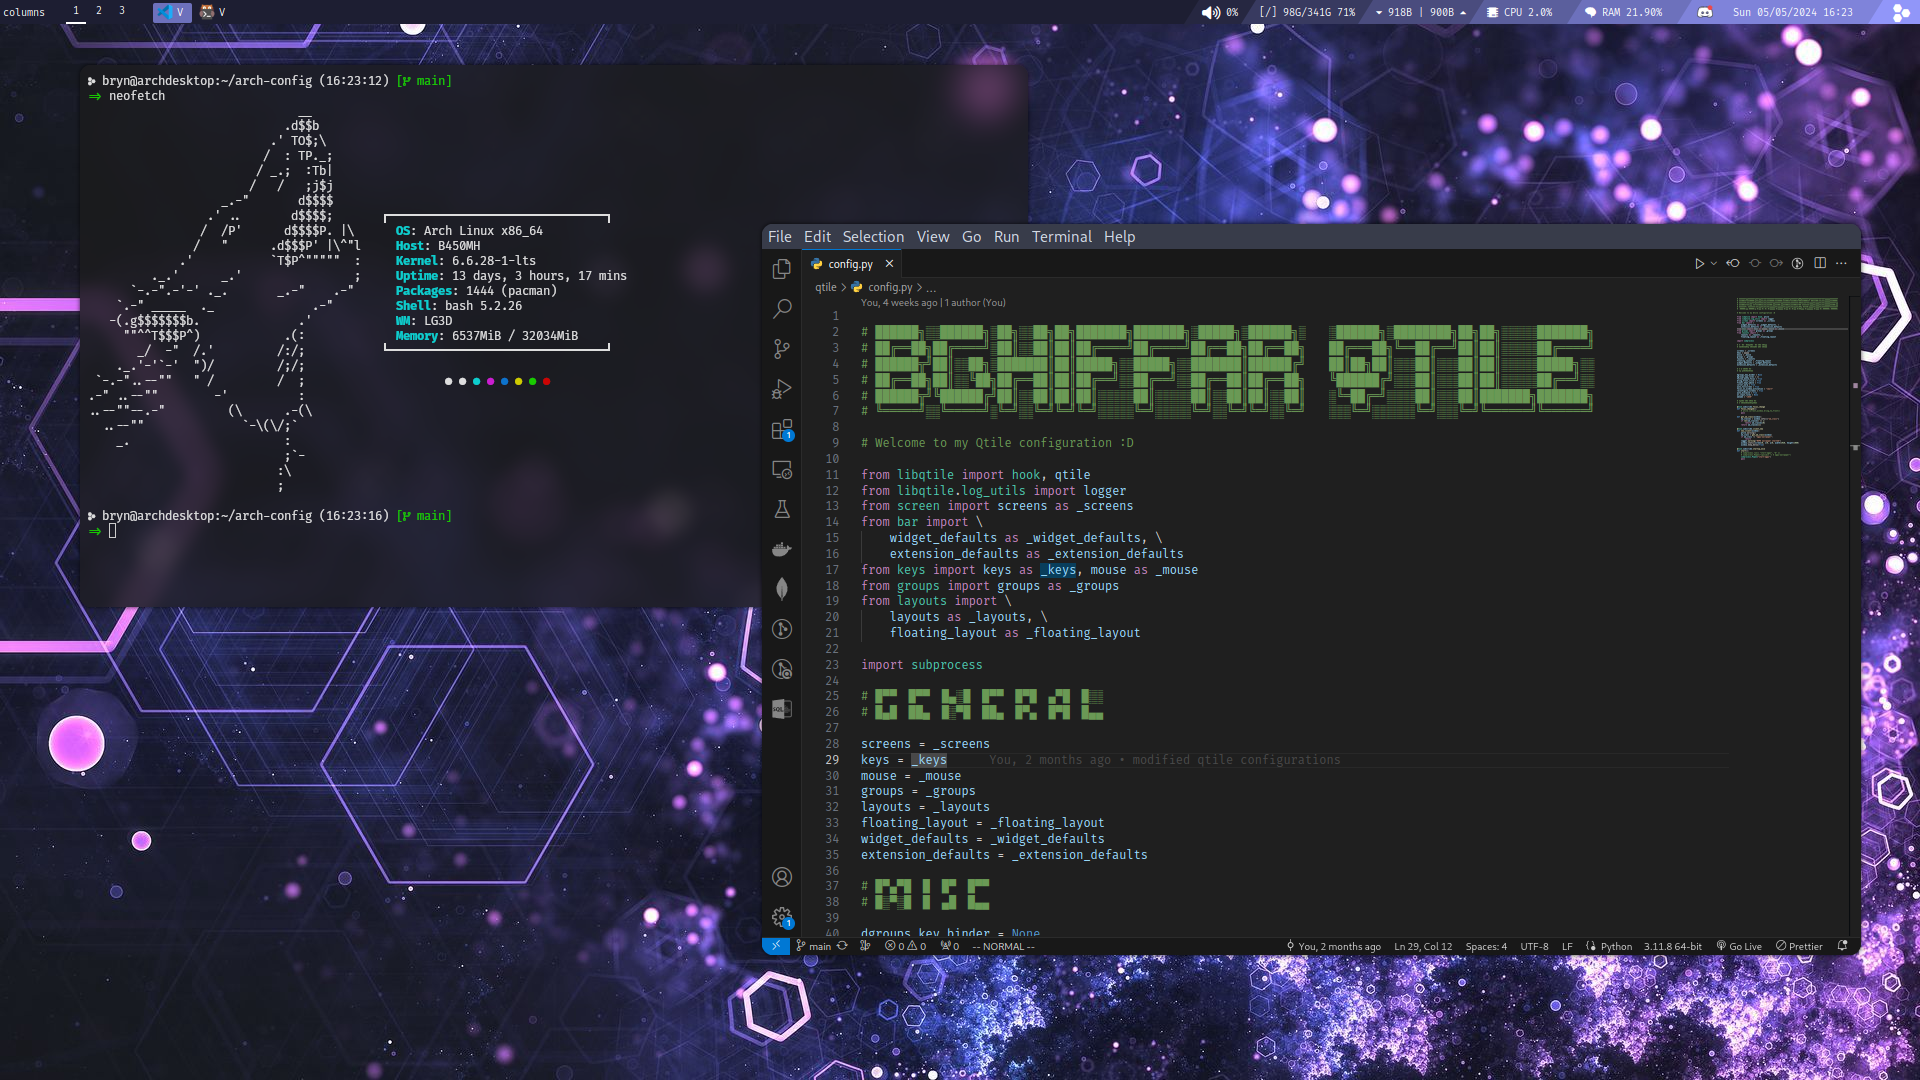 columns 1 2 3 V V 0% [/] 98G/341G 71% 918B | 900B CPU 2.0% RAM 21.90% Sun 05/05/2024 16:23
bryn@archdesktop:~/arch-config (16:23:12) [ main]
⇒ neofetch
OS: Arch Linux x86_64
Host: B450MH
Kernel: 6.6.28-1-lts
Uptime: 13 days, 3 hours, 17 mins
Packages: 1444 (pacman)
Shell: bash 5.2.26
WM: LG3D
Memory: 6537MiB / 32034MiB
bryn@archdesktop:~/arch-config (16:23:16) [ main]
⇒
File Edit Selection View Go Run Terminal Help
config.py ×
qtile > config.py > ...
You, 4 weeks ago | 1 author (You)
1
2 #
3 #
4 #
5 #
6 #
7 #
8
9 # Welcome to my Qtile configuration :D
10
11 from libqtile import hook, qtile
12 from libqtile.log_utils import logger
13 from screen import screens as _screens
14 from bar import \
15 widget_defaults as _widget_defaults, \
16 extension_defaults as _extension_defaults
17 from keys import keys as _keys, mouse as _mouse
18 from groups import groups as _groups
19 from layouts import \
20 layouts as _layouts, \
21 floating_layout as _floating_layout
22
23 import subprocess
24
25 # GENERAL
26 #
27
28 screens = _screens
29 keys = _keys You, 2 months ago • modified qtile configurations
30 mouse = _mouse
31 groups = _groups
32 layouts = _layouts
33 floating_layout = _floating_layout
34 widget_defaults = _widget_defaults
35 extension_defaults = _extension_defaults
36
37 # MISC
38 #
39
40 dgroups_key_binder = None
1
SQL
1
main 0 0 0 -- NORMAL -- You, 2 months ago Ln 29, Col 12 Spaces: 4 UTF-8 LF Python 3.11.8 64-bit Go Live Prettier